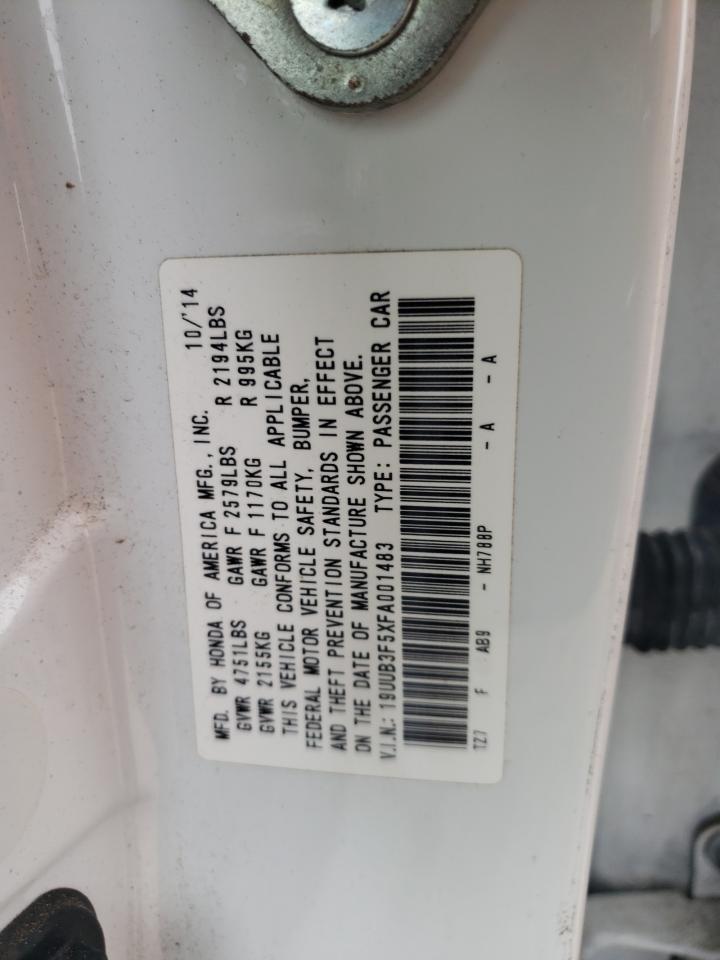 MFD. BY HONDA OF AMERICA MFG., INC. 10/'14
GVWR 4751LBS GAWR F 2579LBS R 2194LBS
GVWR 2155KG GAWR F 1170KG R 995KG
THIS VEHICLE CONFORMS TO ALL APPLICABLE
FEDERAL MOTOR VEHICLE SAFETY, BUMPER,
AND THEFT PREVENTION STANDARDS IN EFFECT
ON THE DATE OF MANUFACTURE SHOWN ABOVE.
V.I.N.: 19UUB3F5XFA001483 TYPE: PASSENGER CAR
TZ7 F AB9 - NH788P - A - A